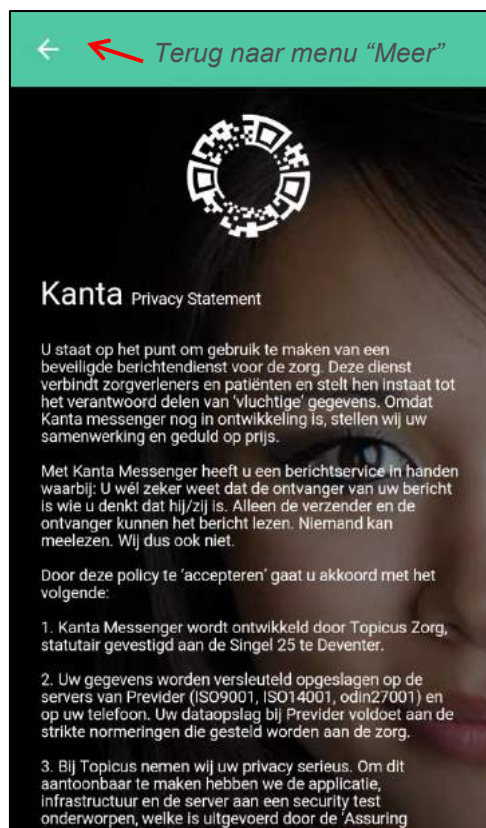 Terug naar menu “Meer”
Kanta Privacy Statement
U staat op het punt om gebruik te maken van een
beveiligde berichtendienst voor de zorg. Deze dienst
verbindt zorgverleners en patiënten en stelt hen instaat tot
het verantwoord delen van ‘vluchtige’ gegevens. Omdat
Kanta messenger nog in ontwikkeling is, stellen wij uw
samenwerking en geduld op prijs.
Met Kanta Messenger heeft u een berichtservice in handen
waarbij: U wél zeker weet dat de ontvanger van uw bericht
is wie u denkt dat hij/zij is. Alleen de verzender en de
ontvanger kunnen het bericht lezen. Niemand kan
meelezen. Wij dus ook niet.
Door deze policy te ‘accepteren’ gaat u akkoord met het
volgende:
1. Kanta Messenger wordt ontwikkeld door Topicus Zorg,
statutair gevestigd aan de Singel 25 te Deventer.
2. Uw gegevens worden versleuteld opgeslagen op de
servers van Previder (ISO9001, ISO14001, odin27001) en
op uw telefoon. Uw dataopslag bij Previder voldoet aan de
strikte normeringen die gesteld worden aan de zorg.
3. Bij Topicus nemen wij uw privacy serieus. Om dit
aantoonbaar te maken hebben we de applicatie,
infrastructuur en de server aan een security test
onderworpen, welke is uitgevoerd door de ‘Assuring